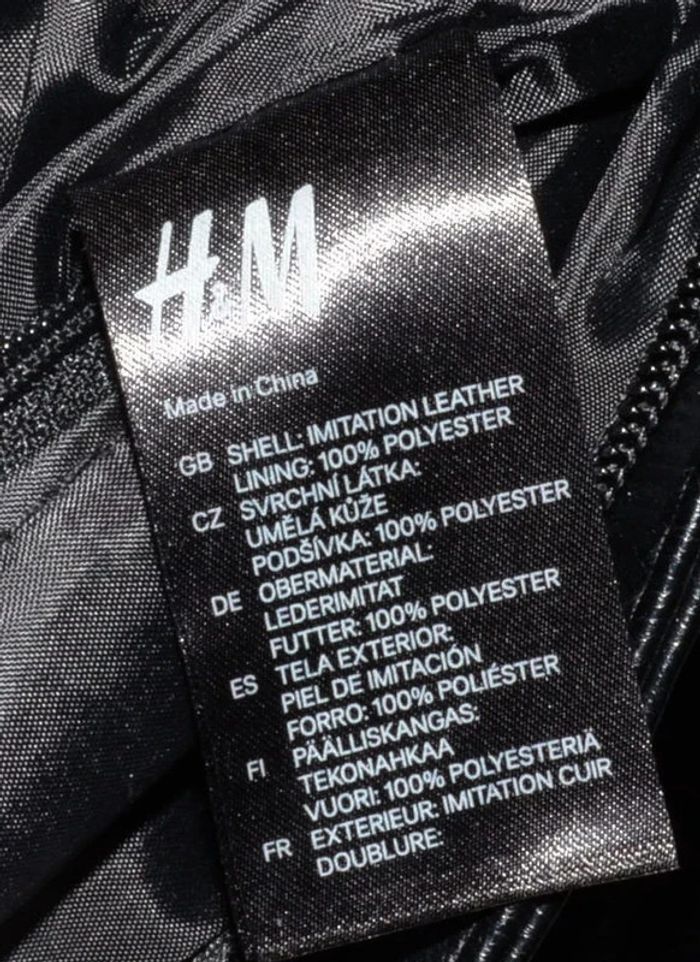 H&M
Made in China
GB SHELL: IMITATION LEATHER
LINING: 100% POLYESTER
CZ SVRCHNÍ LÁTKA:
UMĚLÁ KŮŽE
PODŠÍVKA: 100% POLYESTER
DE OBERMATERIAL:
LEDERIMITAT
FUTTER: 100% POLYESTER
ES TELA EXTERIOR:
PIEL DE IMITACIÓN
FORRO: 100% POLIÉSTER
FI PÄÄLLISKANGAS:
TEKONAHKAA
VUORI: 100% POLYESTERIÄ
FR EXTERIEUR: IMITATION CUIR
DOUBLURE: